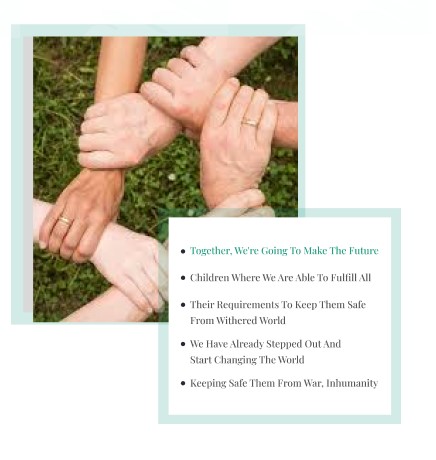 Together, We're Going To Make The Future
Children Where We Are Able To Fulfill All
Their Requirements To Keep Them Safe
From Withered World
We Have Already Stepped Out And
Start Changing The World
Keeping Safe Them From War, Inhumanity